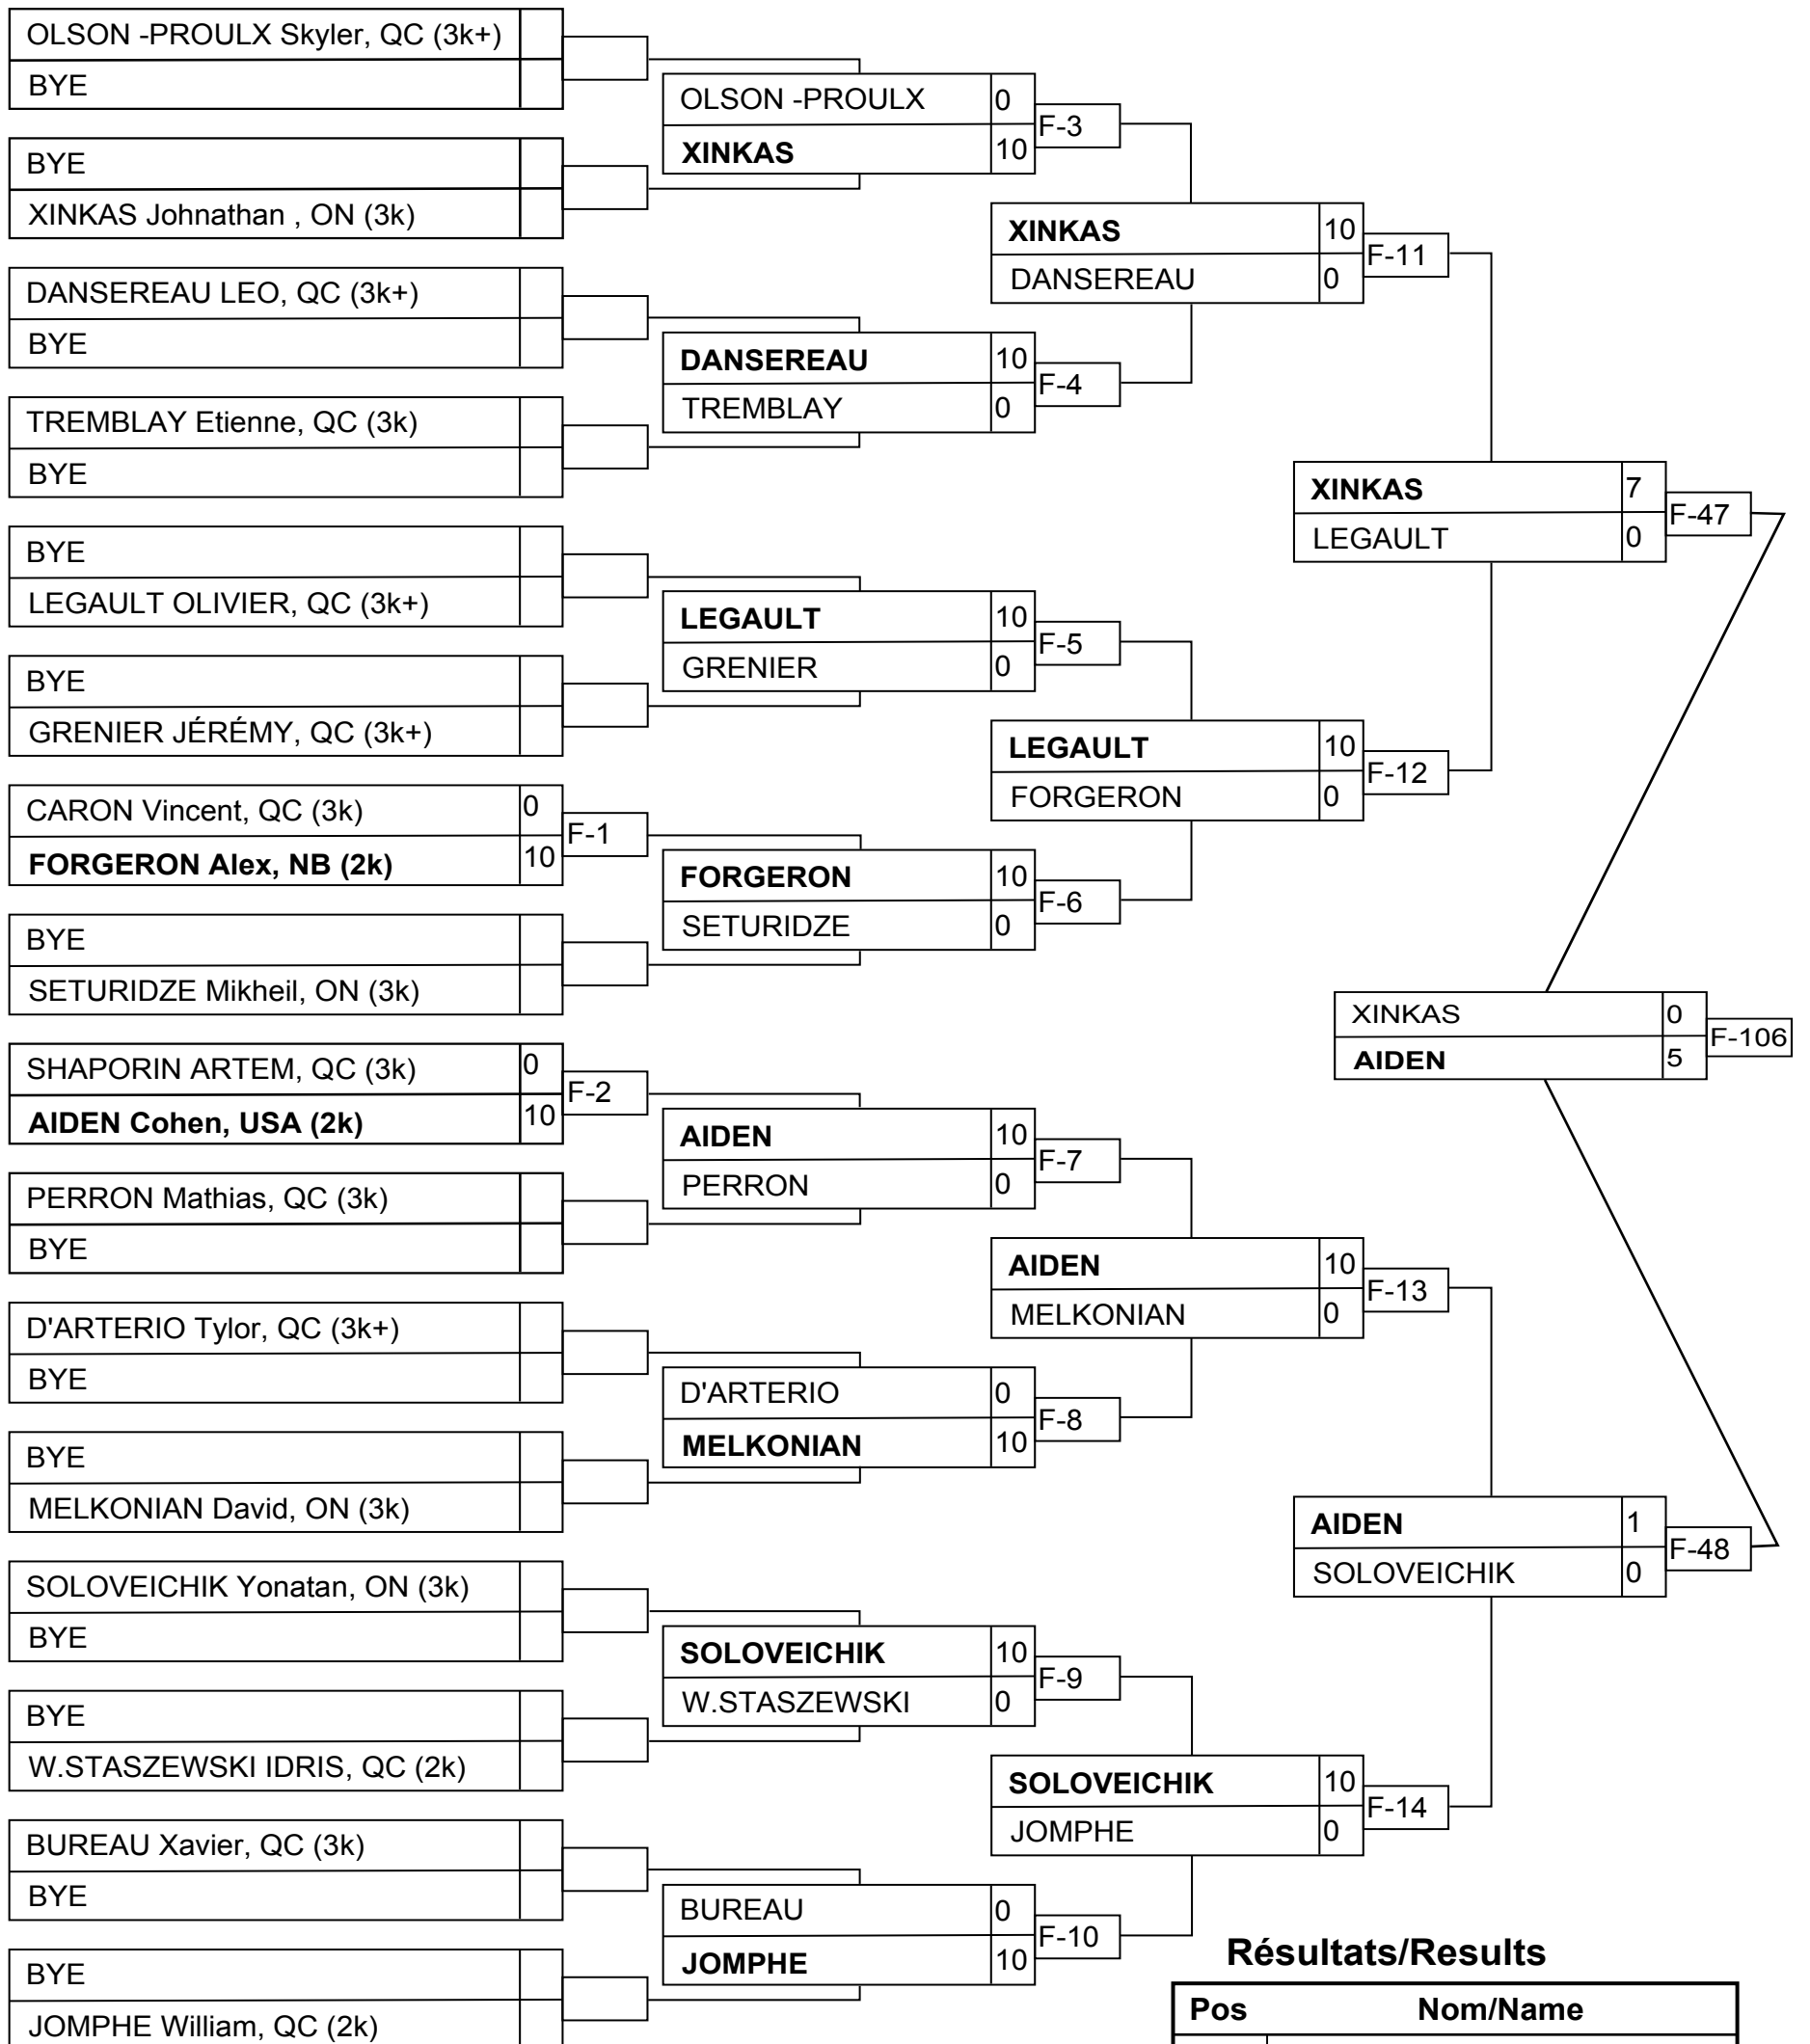 OLSON -PROULX Skyler, QC (3k+)
BYE
BYE
XINKAS Johnathan , ON (3k)
DANSEREAU LEO, QC (3k+)
BYE
TREMBLAY Etienne, QC (3k)
BYE
BYE
LEGAULT OLIVIER, QC (3k+)
BYE
GRENIER JÉRÉMY, QC (3k+)
CARON Vincent, QC (3k) 0
F-1
FORGERON Alex, NB (2k) 10
BYE
SETURIDZE Mikheil, ON (3k)
SHAPORIN ARTEM, QC (3k) 0
F-2
AIDEN Cohen, USA (2k) 10
PERRON Mathias, QC (3k)
BYE
D'ARTERIO Tylor, QC (3k+)
BYE
BYE
MELKONIAN David, ON (3k)
SOLOVEICHIK Yonatan, ON (3k)
BYE
BYE
W.STASZEWSKI IDRIS, QC (2k)
BUREAU Xavier, QC (3k)
BYE
BYE
JOMPHE William, QC (2k)
OLSON -PROULX 0
F-3
XINKAS 10
DANSEREAU 10
F-4
TREMBLAY 0
LEGAULT 10
F-5
GRENIER 0
FORGERON 10
F-6
SETURIDZE 0
AIDEN 10
F-7
PERRON 0
D'ARTERIO 0
F-8
MELKONIAN 10
SOLOVEICHIK 10
F-9
W.STASZEWSKI 0
BUREAU 0
F-10
JOMPHE 10
XINKAS 10
F-11
DANSEREAU 0
LEGAULT 10
F-12
FORGERON 0
AIDEN 10
F-13
MELKONIAN 0
SOLOVEICHIK 10
F-14
JOMPHE 0
XINKAS 7
F-47
LEGAULT 0
AIDEN 1
F-48
SOLOVEICHIK 0
XINKAS 0
F-106
AIDEN 5
Résultats/Results
Pos Nom/Name